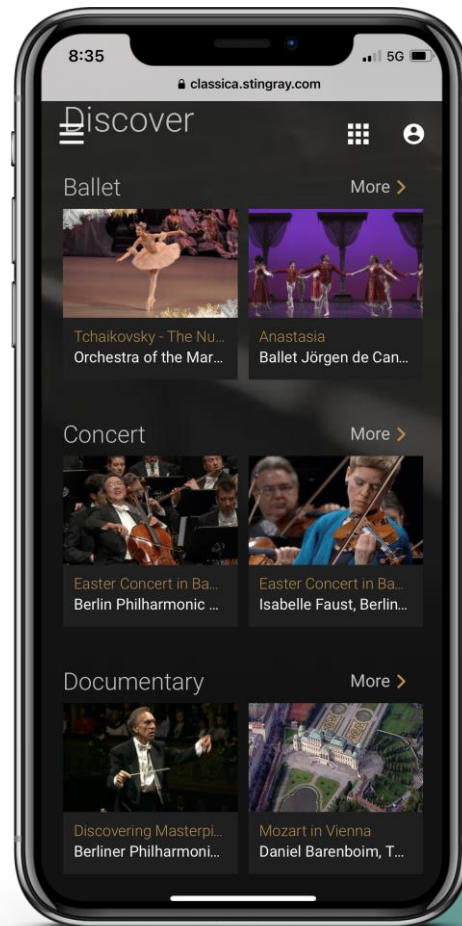 8:35
5G
classica.stingray.com
Discover
Ballet
More >
Tchaikovsky - The Nu...
Orchestra of the Mar...
Anastasia
Ballet Jörgen de Can...
Concert
More >
Easter Concert in Ba...
Berlin Philharmonic ...
Easter Concert in Ba...
Isabelle Faust, Berlin...
Documentary
More >
Discovering Masterpi...
Berliner Philharmoni...
Mozart in Vienna
Daniel Barenboim, T...